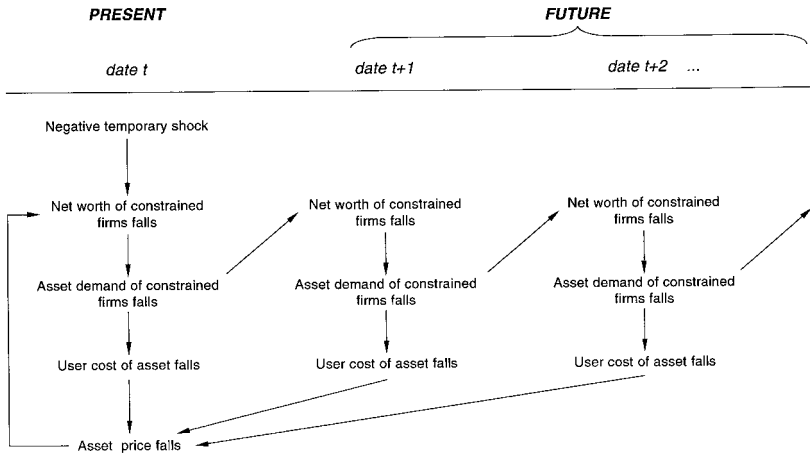 PRESENT
FUTURE
date t
date t+1
date t+2 ...
Negative temporary shock
Net worth of constrained
firms falls
Net worth of constrained
firms falls
Net worth of constrained
firms falls
Asset demand of constrained
firms falls
Asset demand of constrained
firms falls
Asset demand of constrained
firms falls
User cost of asset falls
User cost of asset falls
User cost of asset falls
Asset price falls